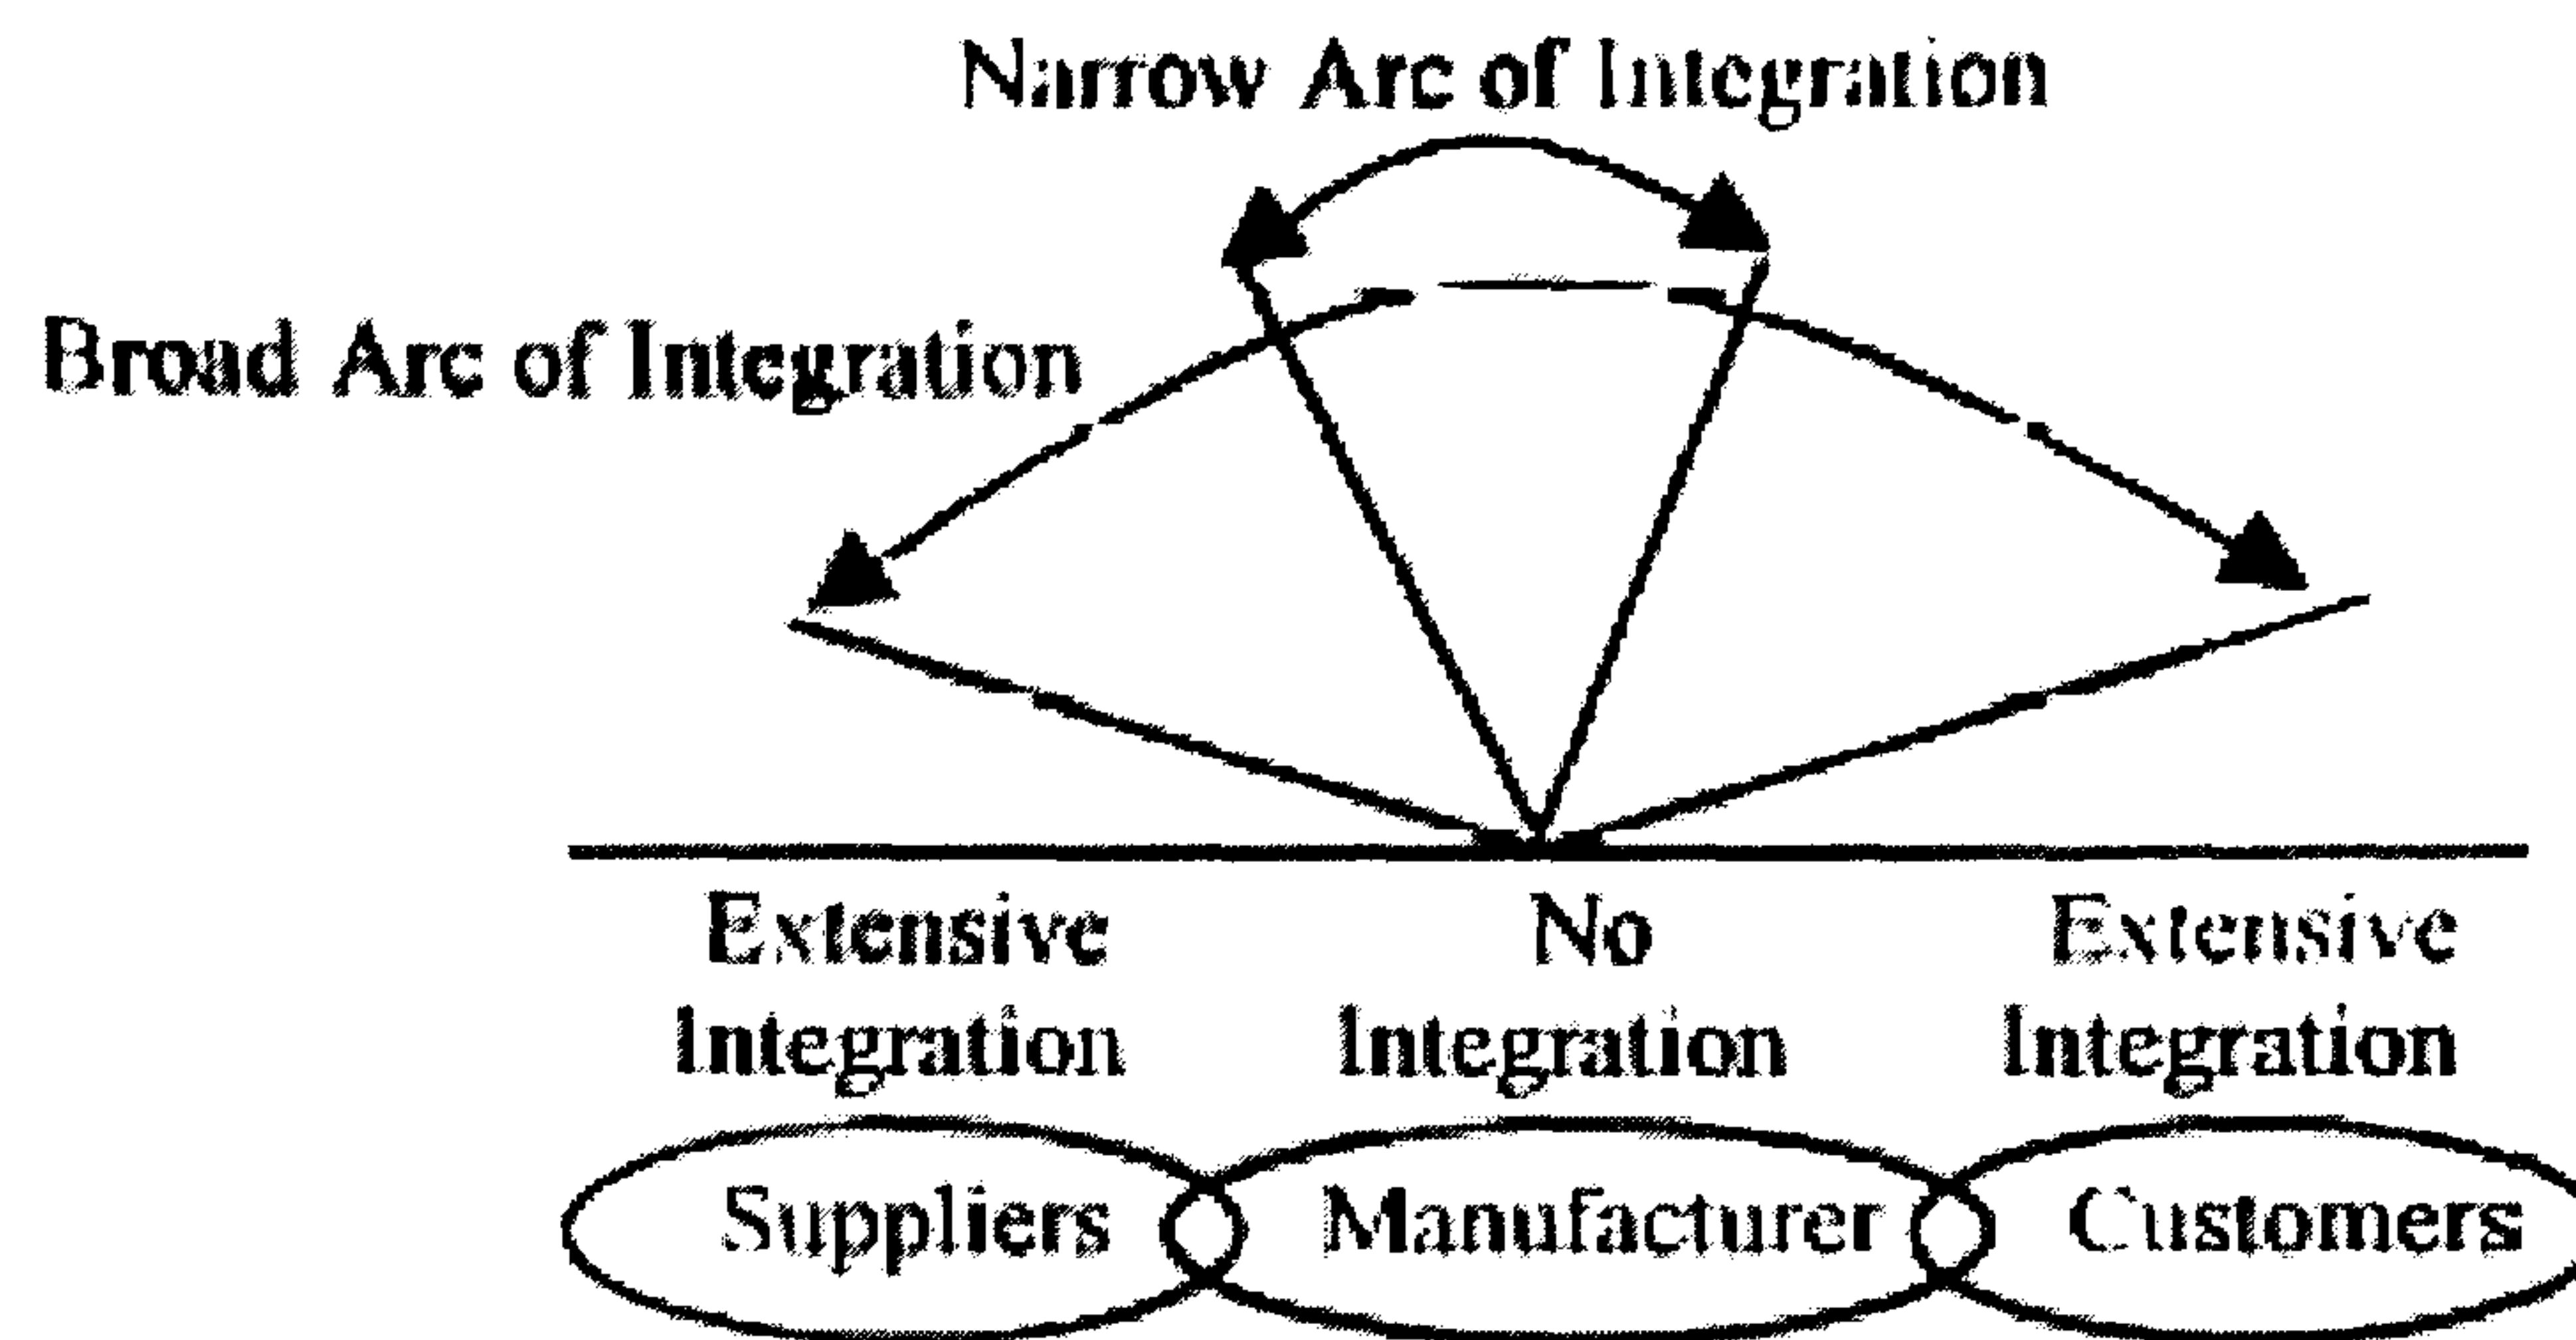 Narrow Arc of Integration
Broad Arc of Integration
Extensive No Extensive
Integration Integration Integration
Suppliers Manufacturer Customers